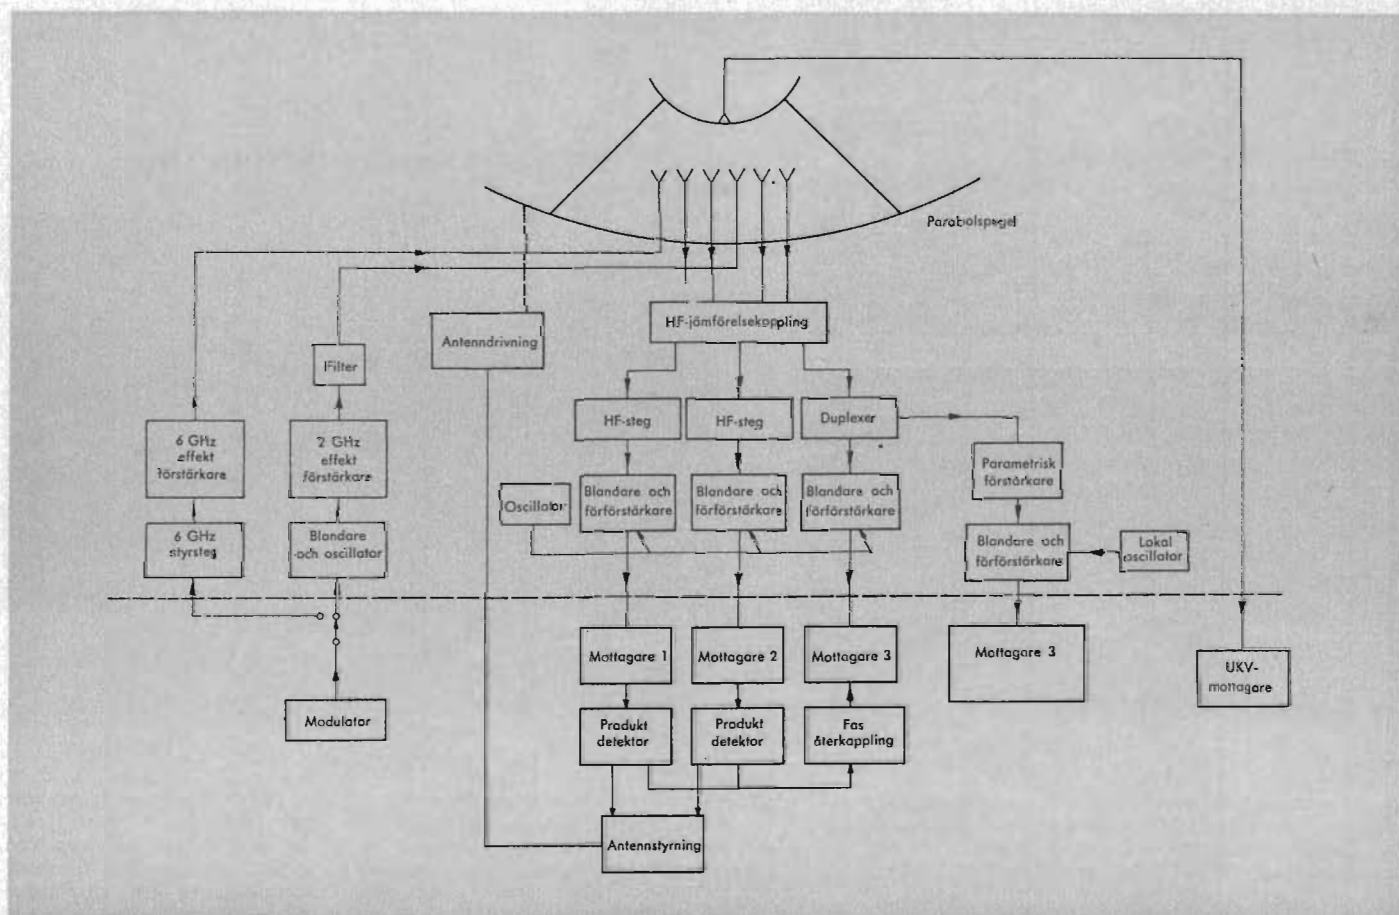 Parabolspegel
HF-jämförelsekoppling
Antenndrivning
Filter
HF-steg
HF-steg
Duplexer
6 GHz
effekt
förstärkare
2 GHz
effekt
förstärkare
Parametrisk
förstärkare
Oscillator
Blandare och
förförstärkare
Blandare och
förförstärkare
Blandare och
förförstärkare
6 GHz
styrsteg
Blandare
och oscillator
Blandare och
förförstärkare
Lokal
oscillator
Mottagare 1
Mottagare 2
Mottagare 3
Mottagare 3
UKV-
mottagare
Modulator
Produkt
detektor
Produkt
detektor
Fas
återkappling
Antennstyrning